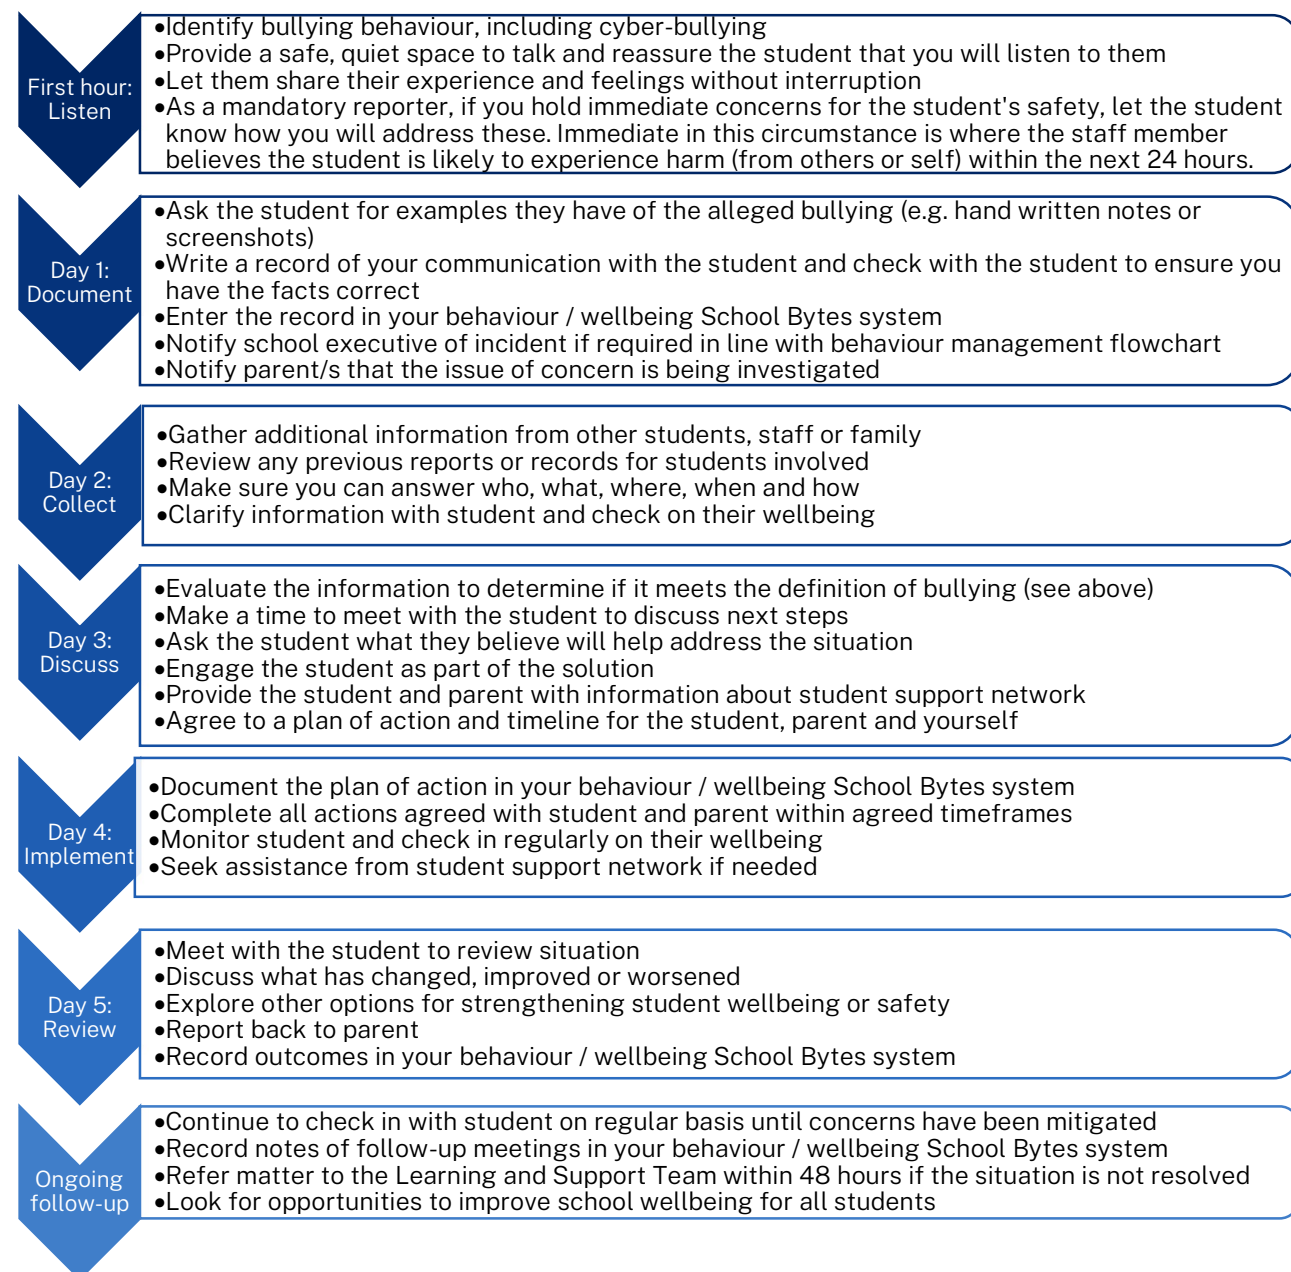 First hour:
Listen
•Identify bullying behaviour, including cyber-bullying
•Provide a safe, quiet space to talk and reassure the student that you will listen to them
•Let them share their experience and feelings without interruption
•As a mandatory reporter, if you hold immediate concerns for the student's safety, let the student
know how you will address these. Immediate in this circumstance is where the staff member
believes the student is likely to experience harm (from others or self) within the next 24 hours.
Day 1:
Document
•Ask the student for examples they have of the alleged bullying (e.g. hand written notes or
screenshots)
•Write a record of your communication with the student and check with the student to ensure you
have the facts correct
•Enter the record in your behaviour / wellbeing School Bytes system
•Notify school executive of incident if required in line with behaviour management flowchart
•Notify parent/s that the issue of concern is being investigated
Day 2:
Collect
•Gather additional information from other students, staff or family
•Review any previous reports or records for students involved
•Make sure you can answer who, what, where, when and how
•Clarify information with student and check on their wellbeing
Day 3:
Discuss
•Evaluate the information to determine if it meets the definition of bullying (see above)
•Make a time to meet with the student to discuss next steps
•Ask the student what they believe will help address the situation
•Engage the student as part of the solution
•Provide the student and parent with information about student support network
•Agree to a plan of action and timeline for the student, parent and yourself
Day 4:
Implement
•Document the plan of action in your behaviour / wellbeing School Bytes system
•Complete all actions agreed with student and parent within agreed timeframes
•Monitor student and check in regularly on their wellbeing
•Seek assistance from student support network if needed
Day 5:
Review
•Meet with the student to review situation
•Discuss what has changed, improved or worsened
•Explore other options for strengthening student wellbeing or safety
•Report back to parent
•Record outcomes in your behaviour / wellbeing School Bytes system
Ongoing
follow-up
•Continue to check in with student on regular basis until concerns have been mitigated
•Record notes of follow-up meetings in your behaviour / wellbeing School Bytes system
•Refer matter to the Learning and Support Team within 48 hours if the situation is not resolved
•Look for opportunities to improve school wellbeing for all students